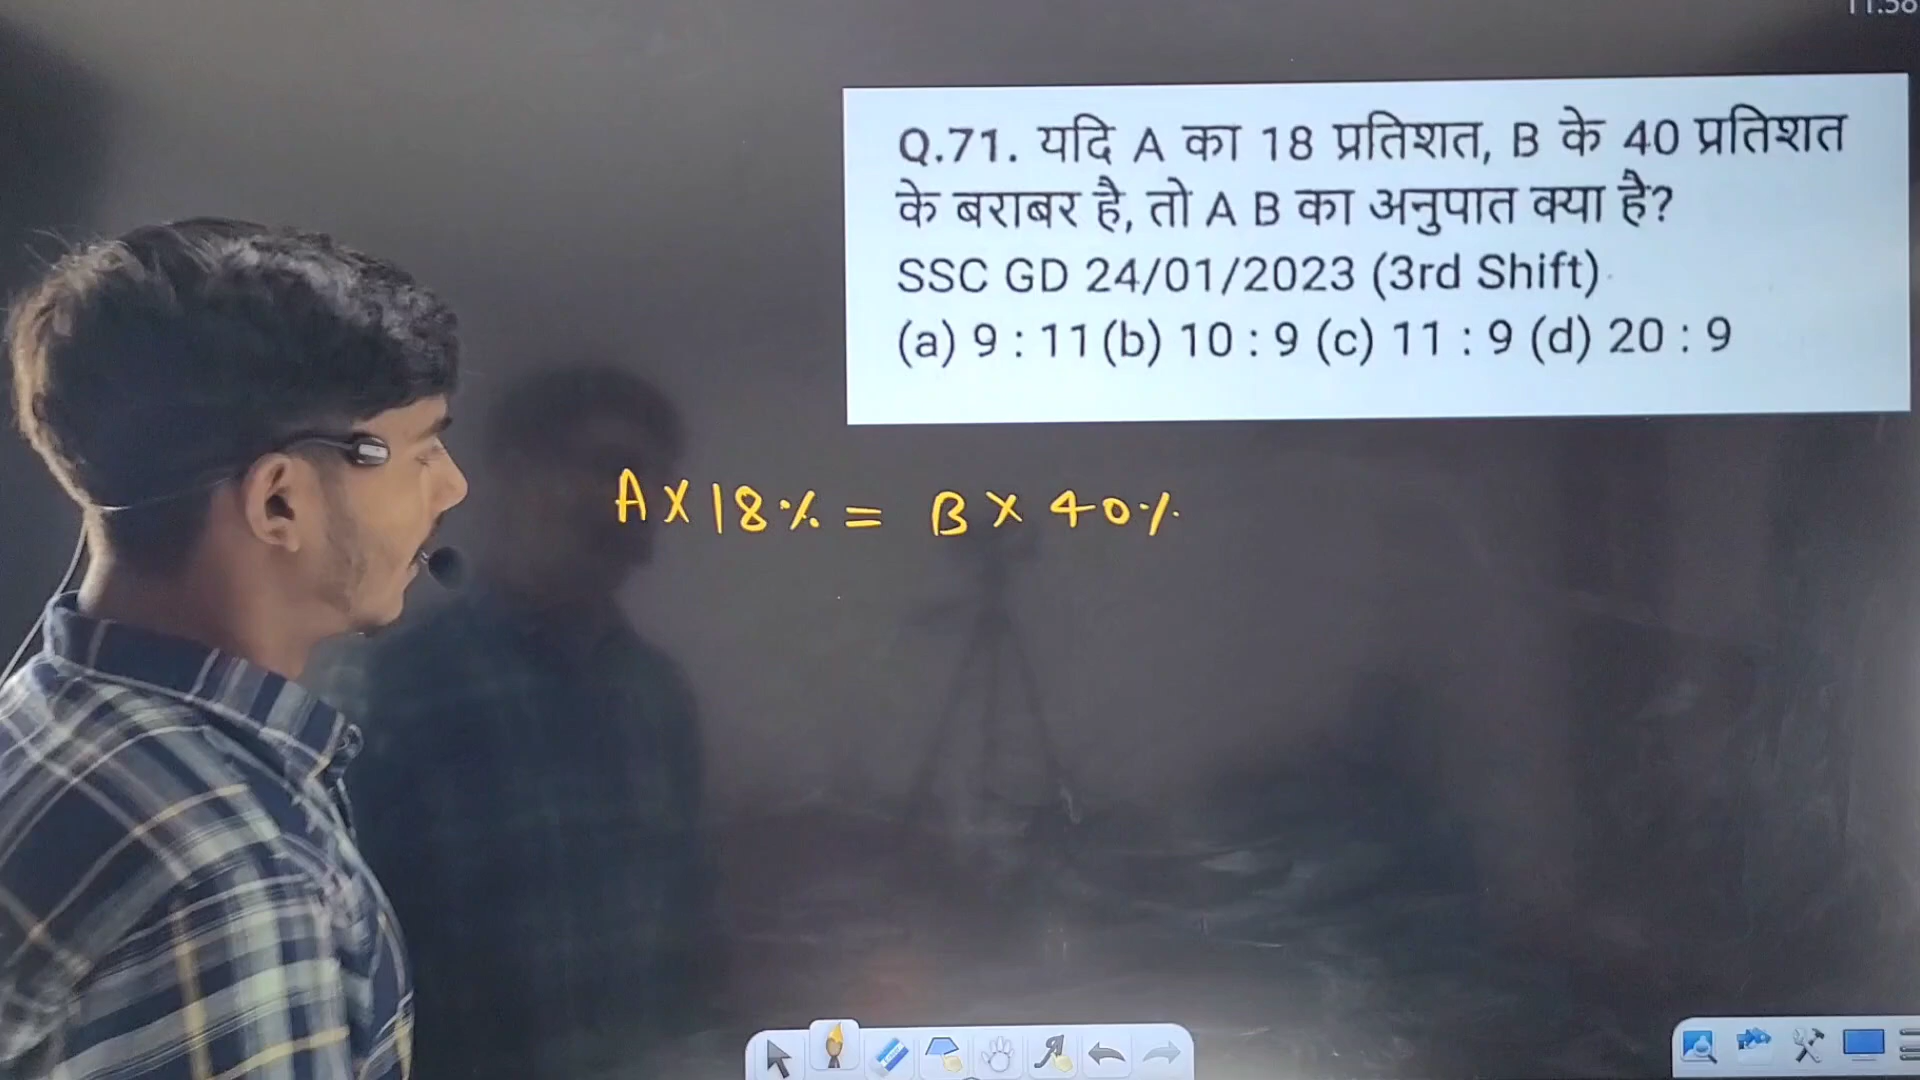 Q.71. यदि A का 18 प्रतिशत, B के 40 प्रतिशत
के बराबर है, तो A B का अनुपात क्या है?
SSC GD 24/01/2023 (3rd Shift)
(a) 9 : 11 (b) 10 : 9 (c) 11 : 9 (d) 20 : 9
A X 18% = B X 40%